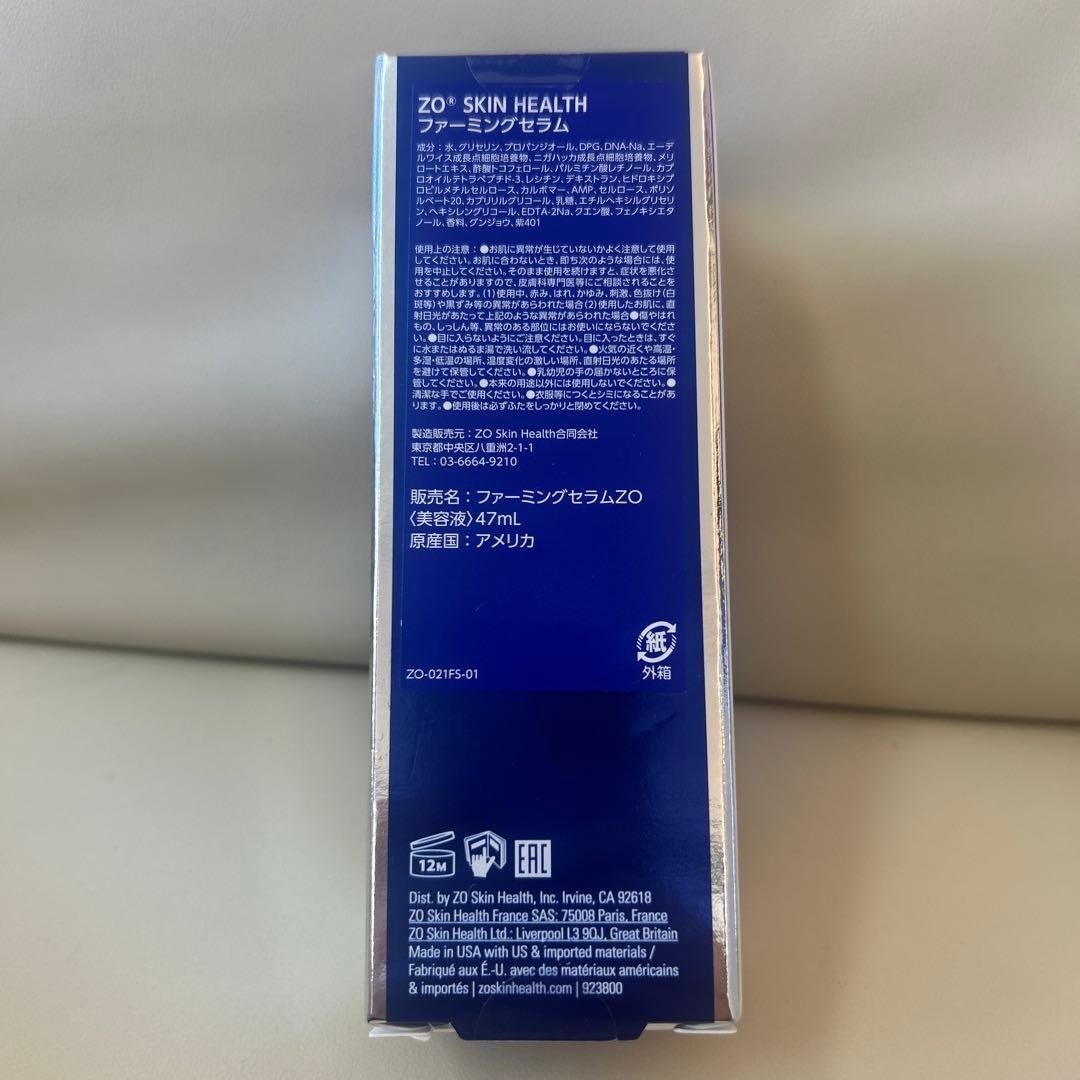 ZO® SKIN HEALTH
ファーミングセラム
成分：水、グリセリン、プロパンジオール、DPG、DNA-Na、エーデ
ルワイス成長点細胞培養物、ニガハッカ成長点細胞培養物、メリ
ロートエキス、酢酸トコフェロール、パルミチン酸レチノール、カプ
ロオイルテトラペプチド-3、レシチン、デキストラン、ヒドロキシプ
ロピルメチルセルロース、カルボマー、AMP、セルロース、ポリソ
ルベート20、カプリリルグリコール、乳糖、エチルヘキシルグリセリ
ン、ヘキシレングリコール、EDTA-2Na、クエン酸、フェノキシエタ
ノール、香料、グンジョウ、紫401
使用上の注意：●お肌に異常が生じていないかよく注意して使用
してください。お肌に合わないとき、即ち次のような場合には、使
用を中止してください。そのまま使用を続けますと、症状を悪化さ
せることがありますので、皮膚科専門医等にご相談されることを
おすすめします。(1)使用中、赤み、はれ、かゆみ、刺激、色抜け(白
斑等)や黒ずみ等の異常があらわれた場合(2)使用したお肌に、直
射日光があたって上記のような異常があらわれた場合●傷やはれ
もの、しっしん等、異常のある部位にはお使いにならないでくださ
い。●目に入らないようにご注意ください。目に入ったときは、すぐ
に水またはぬるま湯で洗い流してください。●火気の近くや高温・
多湿・低温の場所、温度変化の激しい場所、直射日光のあたる場所
を避けて保管してください。●乳幼児の手の届かないところに保
管してください。●本来の用途以外には使用しないでください。●
清潔な手でご使用ください。●衣服等につくとシミになることがあ
ります。●使用後は必ずふたをしっかりと閉めてください。
製造販売元：ZO Skin Health合同会社
東京都中央区八重洲2-1-1
TEL：03-6664-9210
販売名：ファーミングセラムZO
〈美容液〉47mL
原産国：アメリカ
紙
ZO-021FS-01 外箱
12M EAC
Dist. by ZO Skin Health, Inc. Irvine, CA 92618
ZO Skin Health France SAS: 75008 Paris, France
ZO Skin Health Ltd.: Liverpool L3 9QJ, Great Britain
Made in USA with US & imported materials /
Fabriqué aux É.-U. avec des matériaux américains
& importés | zoskinhealth.com | 923800